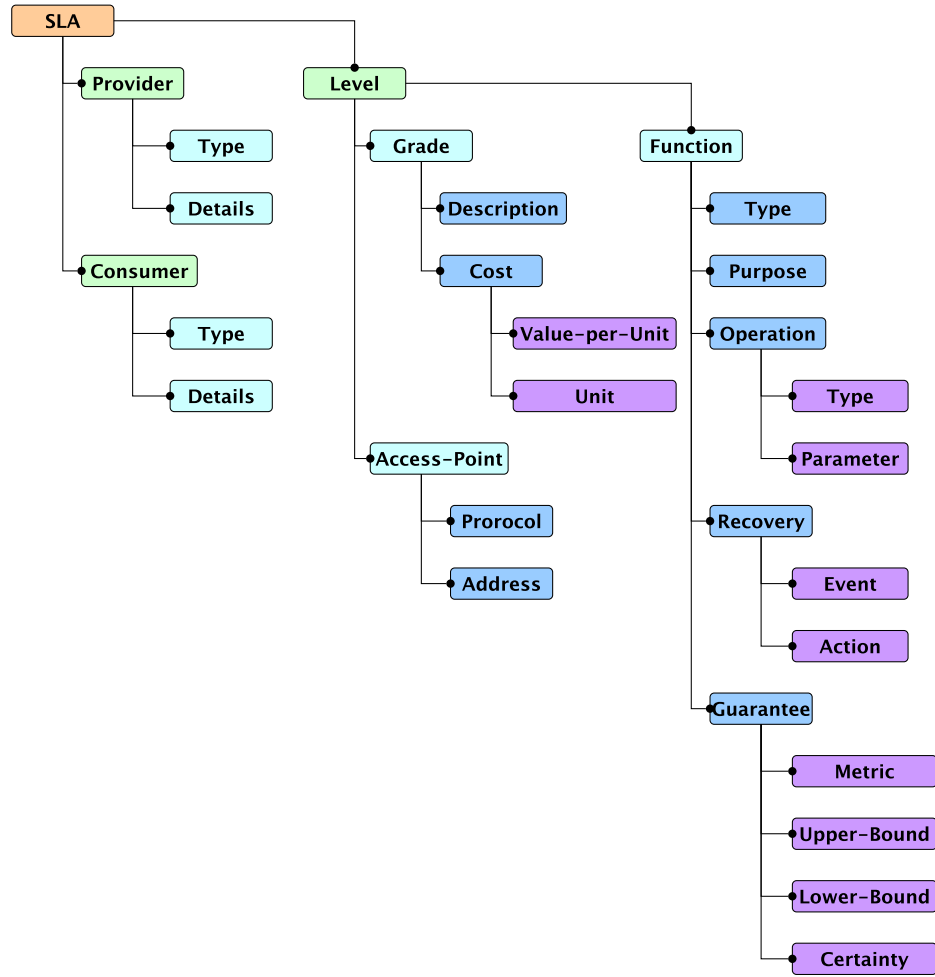 SLA
Provider
Type
Details
Consumer
Type
Details
Level
Grade
Description
Cost
Value-per-Unit
Unit
Access-Point
Prorocol
Address
Function
Type
Purpose
Operation
Type
Parameter
Recovery
Event
Action
Guarantee
Metric
Upper-Bound
Lower-Bound
Certainty